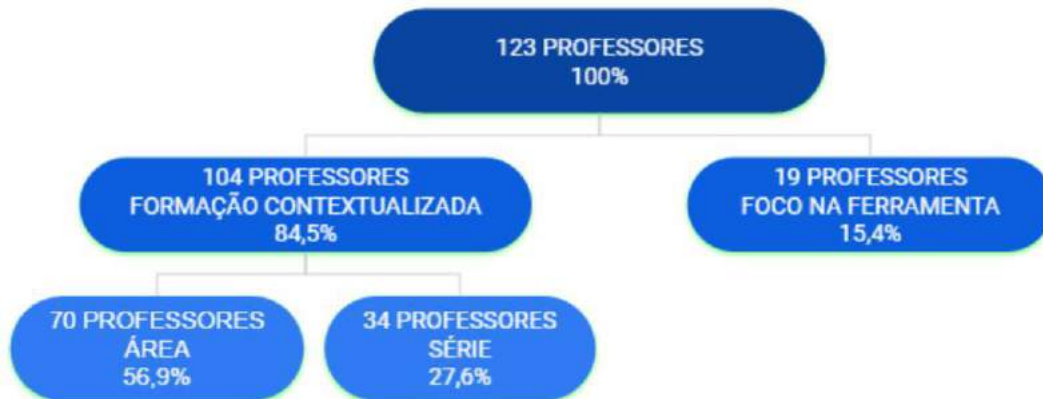 123 PROFESSORES
100%
104 PROFESSORES
FORMAÇÃO CONTEXTUALIZADA
84,5%
19 PROFESSORES
FOCO NA FERRAMENTA
15,4%
70 PROFESSORES
ÁREA
56,9%
34 PROFESSORES
SÉRIE
27,6%